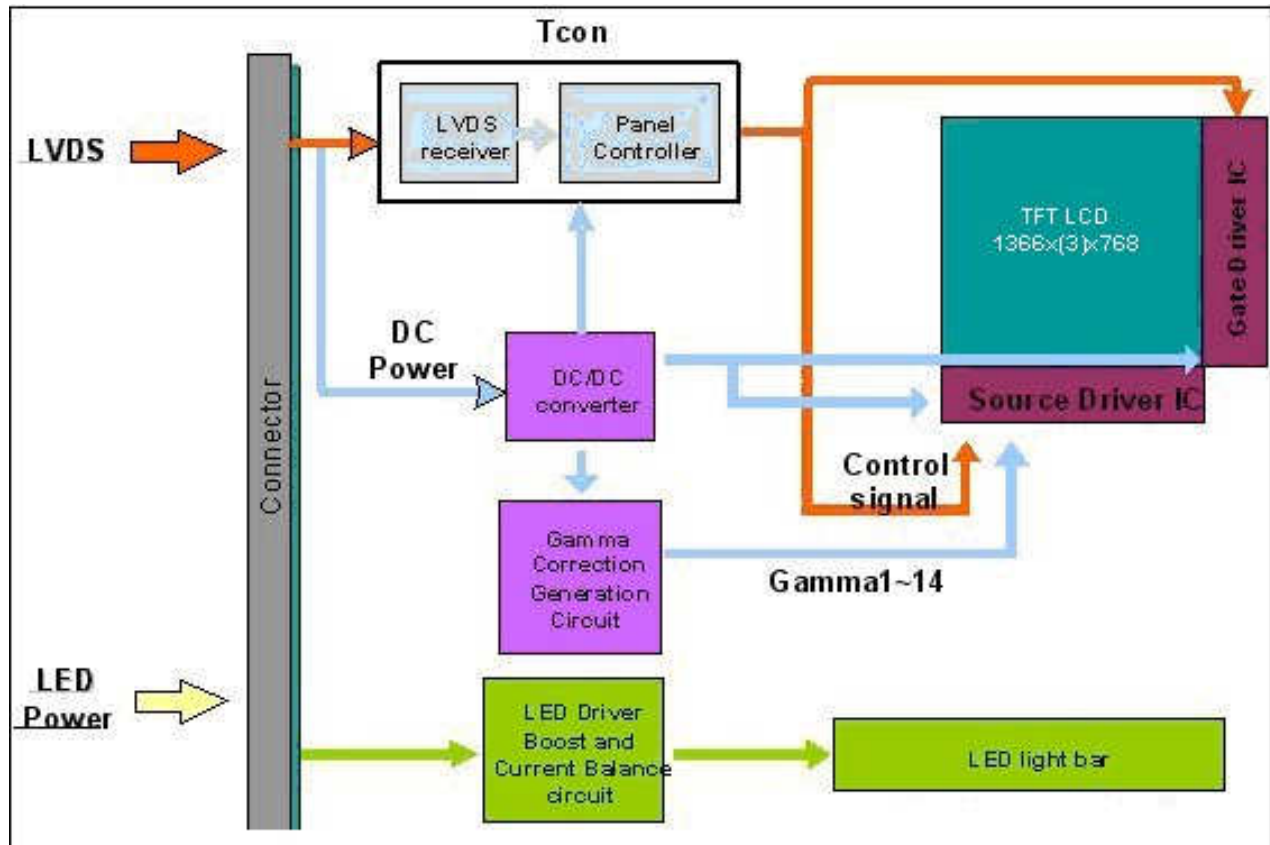 Tcon
LVDS
LVDS
receiver
Panel
Controller
TFT LCD
1366x(3)x768
Gate Driver IC
DC
Power
DC/DC
converter
Source Driver IC
Connector
Control
signal
Gamma
Correction
Generation
Circuit
Gamma1~14
LED
Power
LED Driver
Boost and
Current Balance
circuit
LED light bar